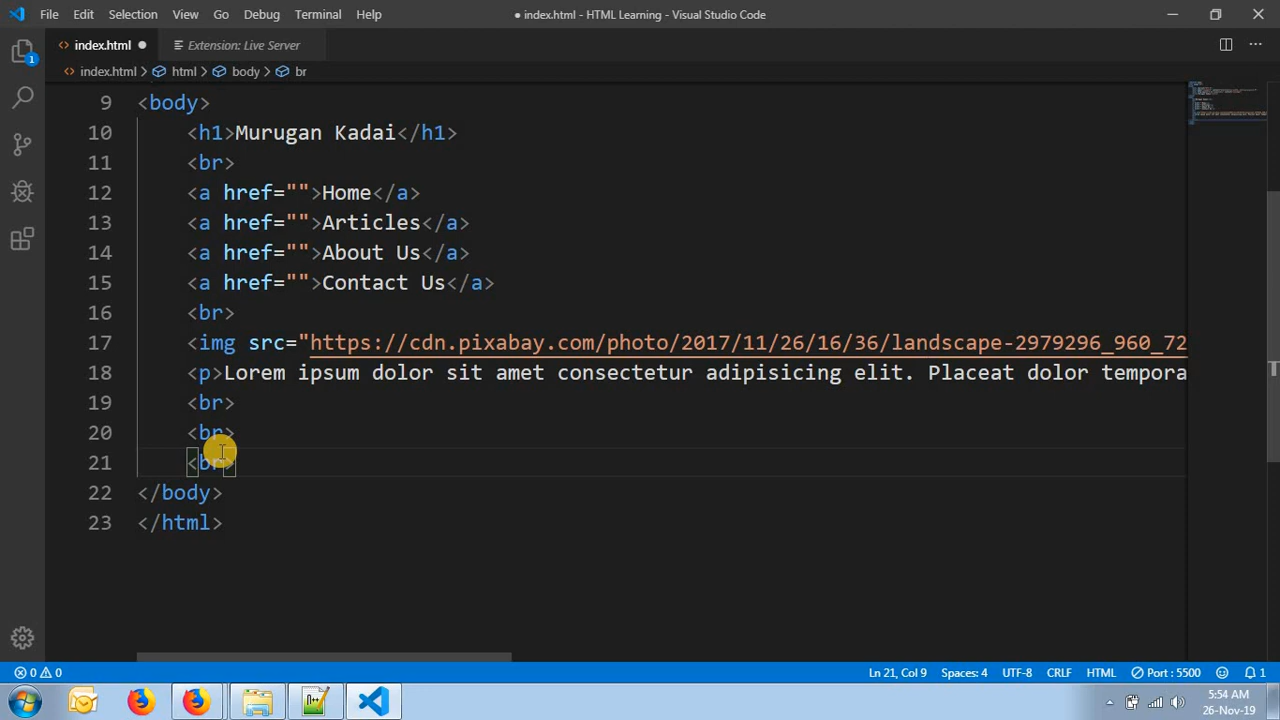 File Edit Selection View Go Debug Terminal Help
● index.html - HTML Learning - Visual Studio Code
index.html ●
Extension: Live Server
index.html > html > body > br
9 <body>
10 <h1>Murugan Kadai</h1>
11 <br>
12 <a href="">Home</a>
13 <a href="">Articles</a>
14 <a href="">About Us</a>
15 <a href="">Contact Us</a>
16 <br>
17 <img src="https://cdn.pixabay.com/photo/2017/11/26/16/36/landscape-2979296_960_72
18 <p>Lorem ipsum dolor sit amet consectetur adipisicing elit. Placeat dolor tempora
19 <br>
20 <br>
21 <br>
22 </body>
23 </html>
1
0 0
Ln 21, Col 9 Spaces: 4 UTF-8 CRLF HTML Port : 5500 1
5:54 AM
26-Nov-19